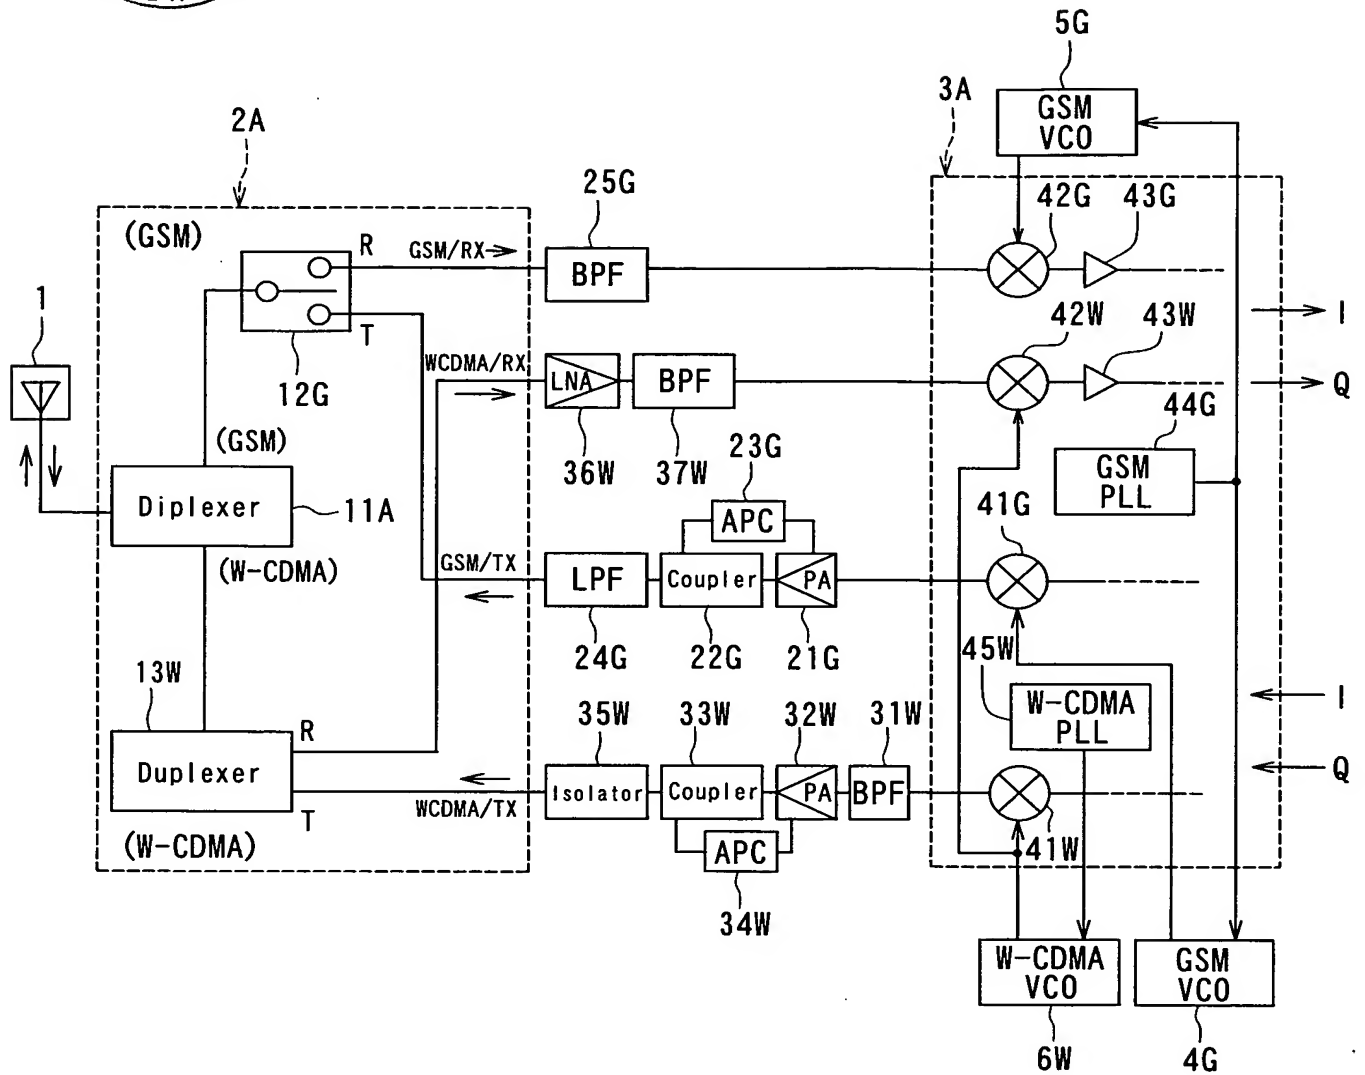 5G
GSM
VCO
3A
2A
25G
42G
43G
(GSM)
R
GSM/RX
BPF
I
1
T
12G
WCDMA/RX
LNA
BPF
42W
43W
Q
(GSM)
36W
37W
23G
44G
GSM
PLL
Diplexer
11A
APC
41G
(W-CDMA)
GSM/TX
LPF
Coupler
PA
24G
22G
21G
45W
13W
35W
33W
32W
31W
W-CDMA
PLL
I
R
Duplexer
T
WCDMA/TX
Isolator
Coupler
PA
BPF
Q
(W-CDMA)
APC
41W
34W
W-CDMA
VCO
GSM
VCO
6W
4G